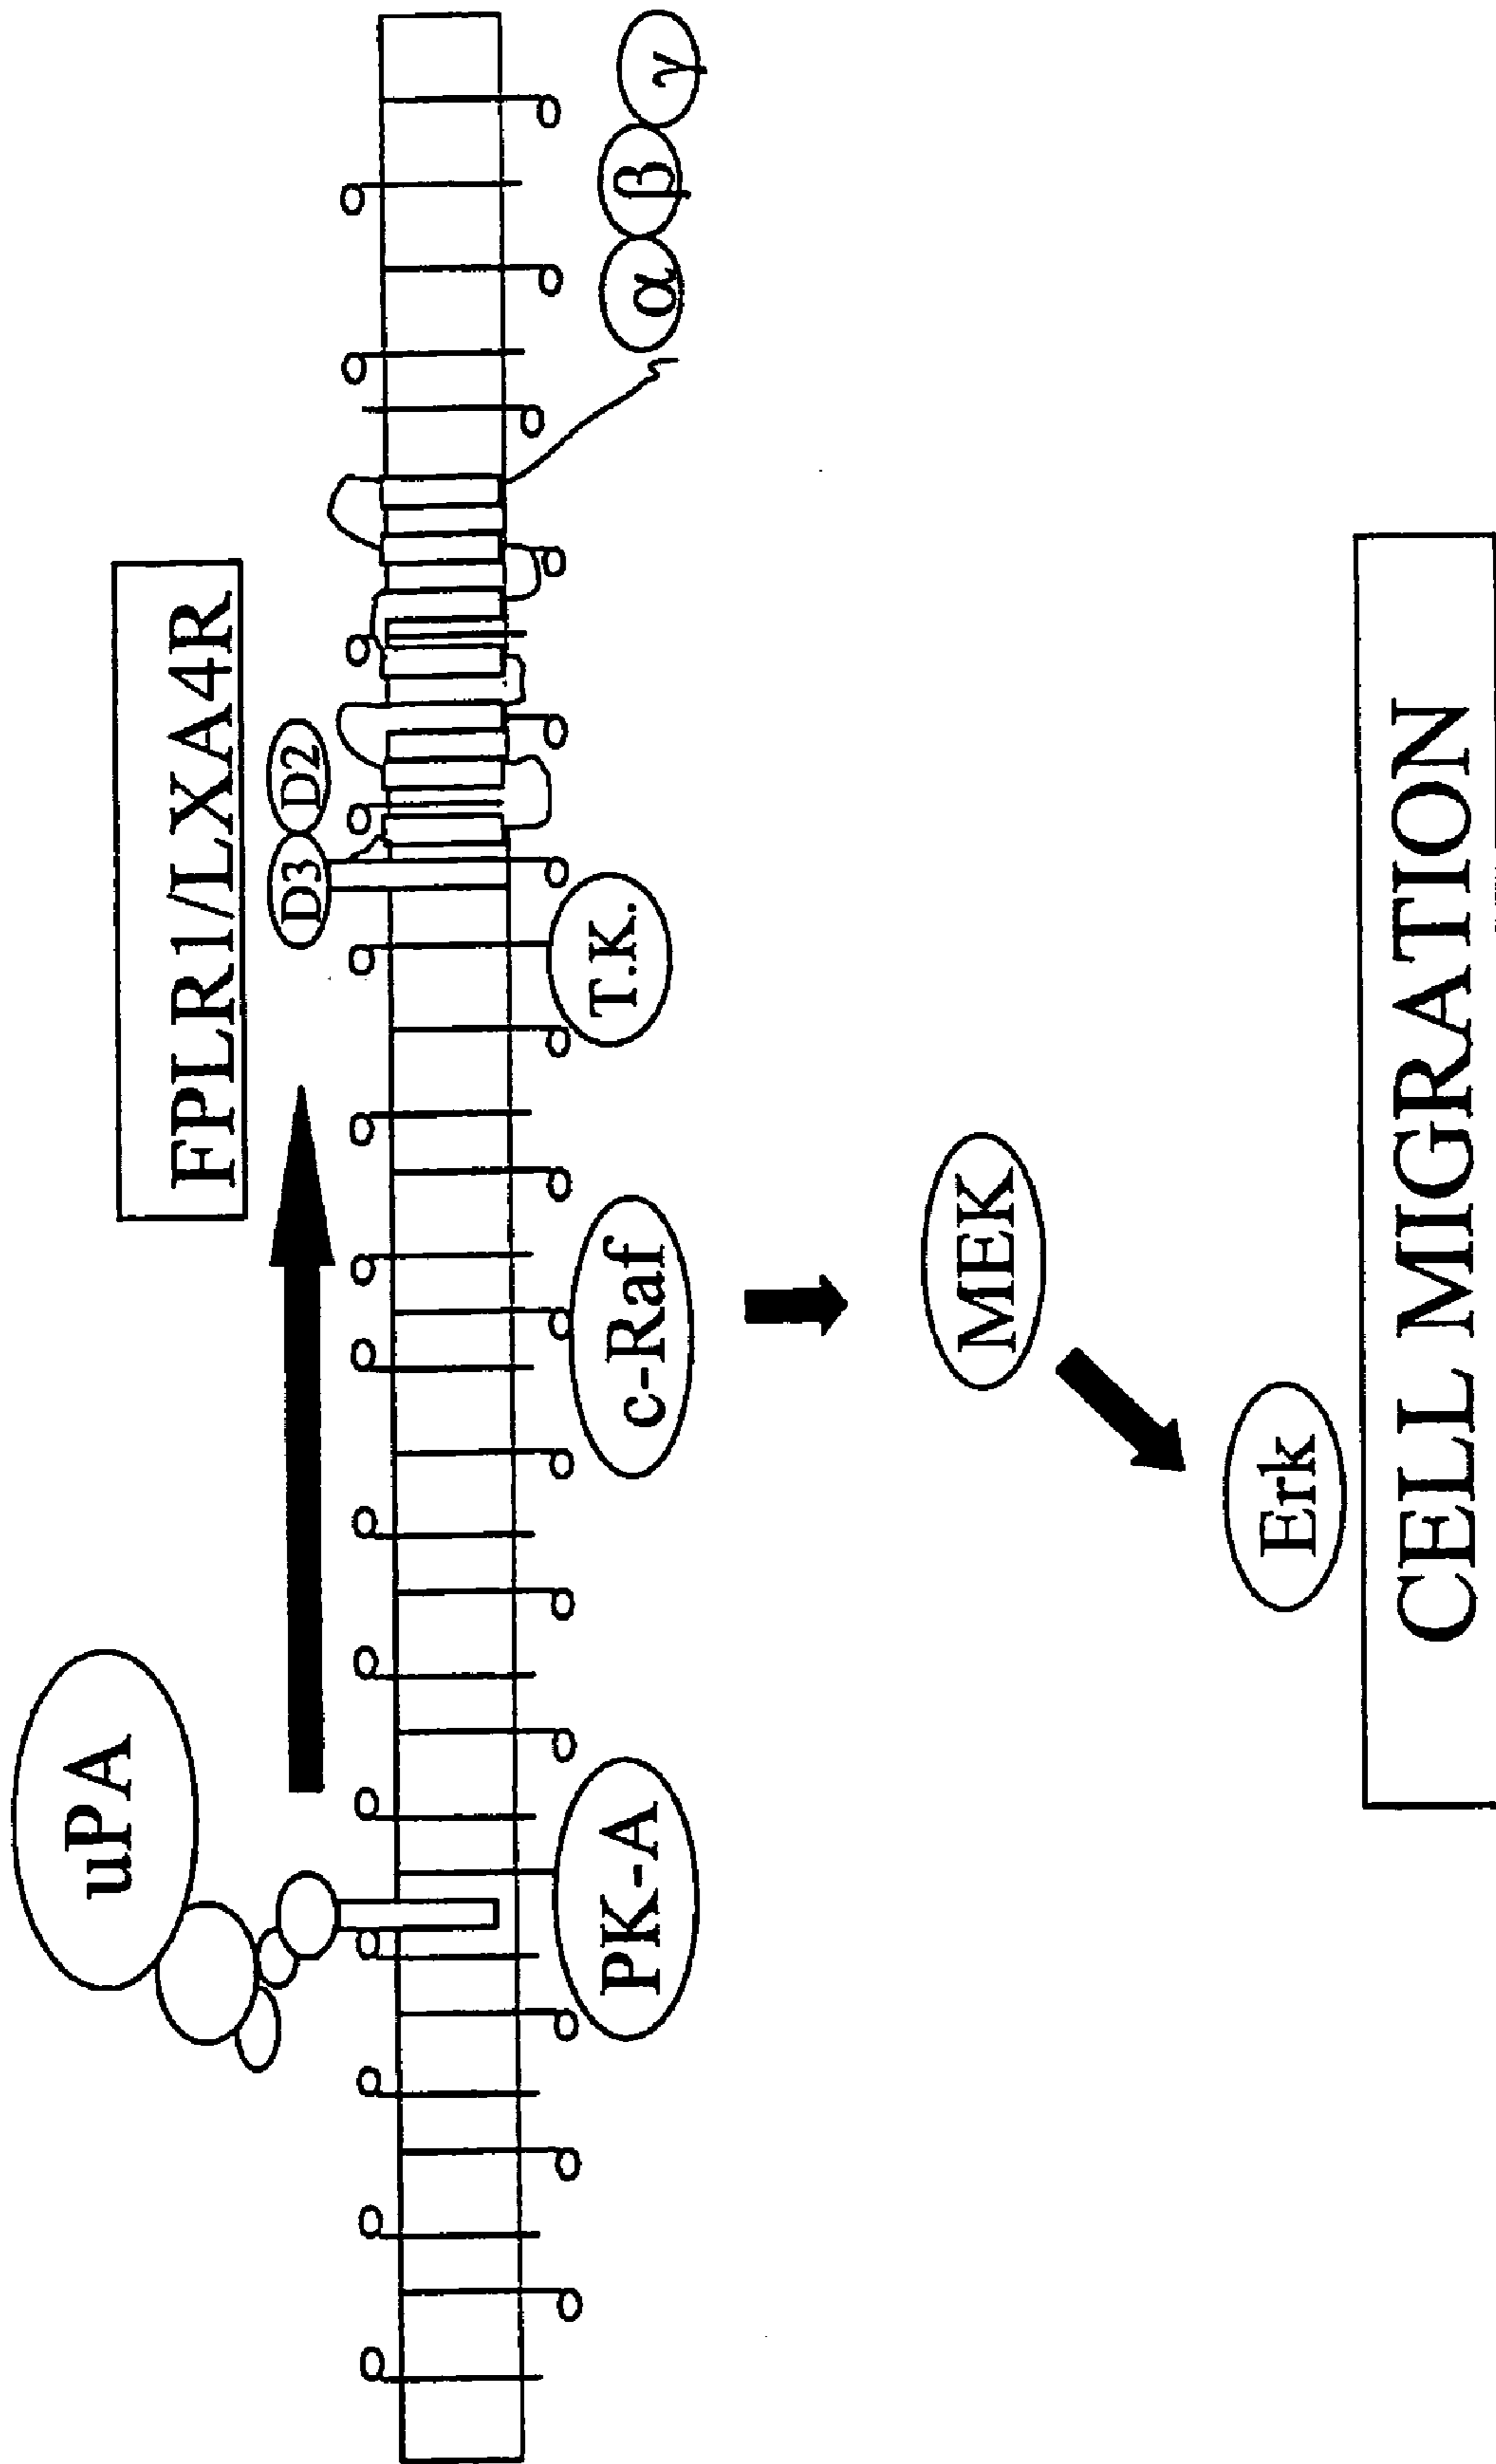 uPA
FPLR1/LXA4R
D3 D2
PK-A
c-Raf
T.K.
α β γ
MEK
Erk
CELL MIGRATION